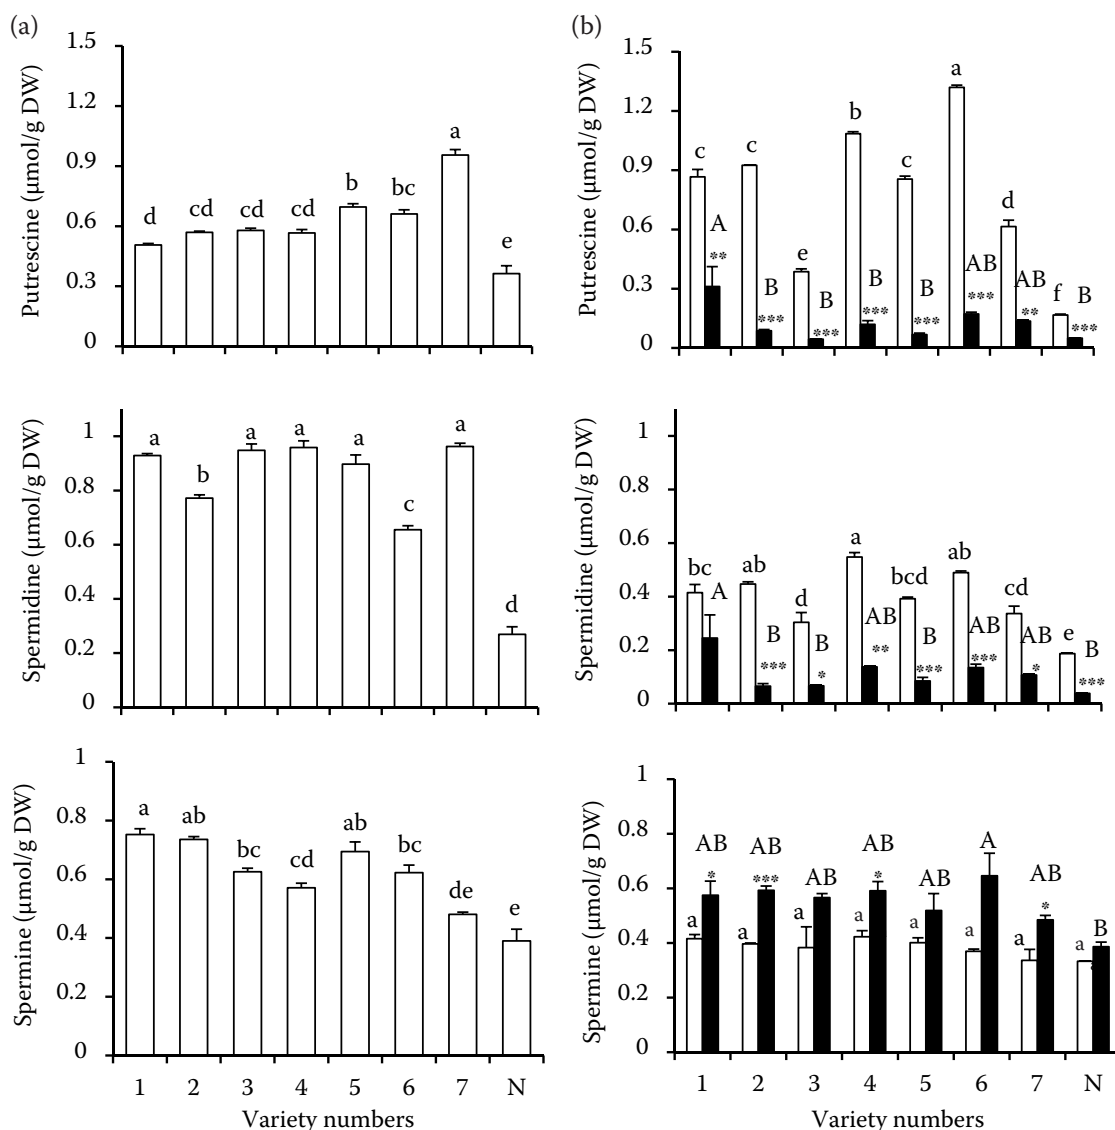 (a)
Putrescine (µmol/g DW)
1.5
1.2
0.9
0.6
0.3
0
d cd cd cd b bc a e
(b)
Putrescine (µmol/g DW)
1.5
1.2
0.9
0.6
0.3
0
c c e b c a d f
A B B B B AB AB B
** *** *** *** *** *** ** ***
Spermidine (µmol/g DW)
1
0.8
0.6
0.4
0.2
0
a b a a a c a d
Spermidine (µmol/g DW)
1
0.8
0.6
0.4
0.2
0
bc ab d a bcd ab cd e
A B B AB B AB AB B
*** * ** *** *** * ***
Spermine (µmol/g DW)
1
0.8
0.6
0.4
0.2
0
a ab bc cd ab bc de e
1 2 3 4 5 6 7 N
Variety numbers
Spermine (µmol/g DW)
1
0.8
0.6
0.4
0.2
0
AB AB AB AB AB A AB B
* *** * *
a a a a a a a a
1 2 3 4 5 6 7 N
Variety numbers